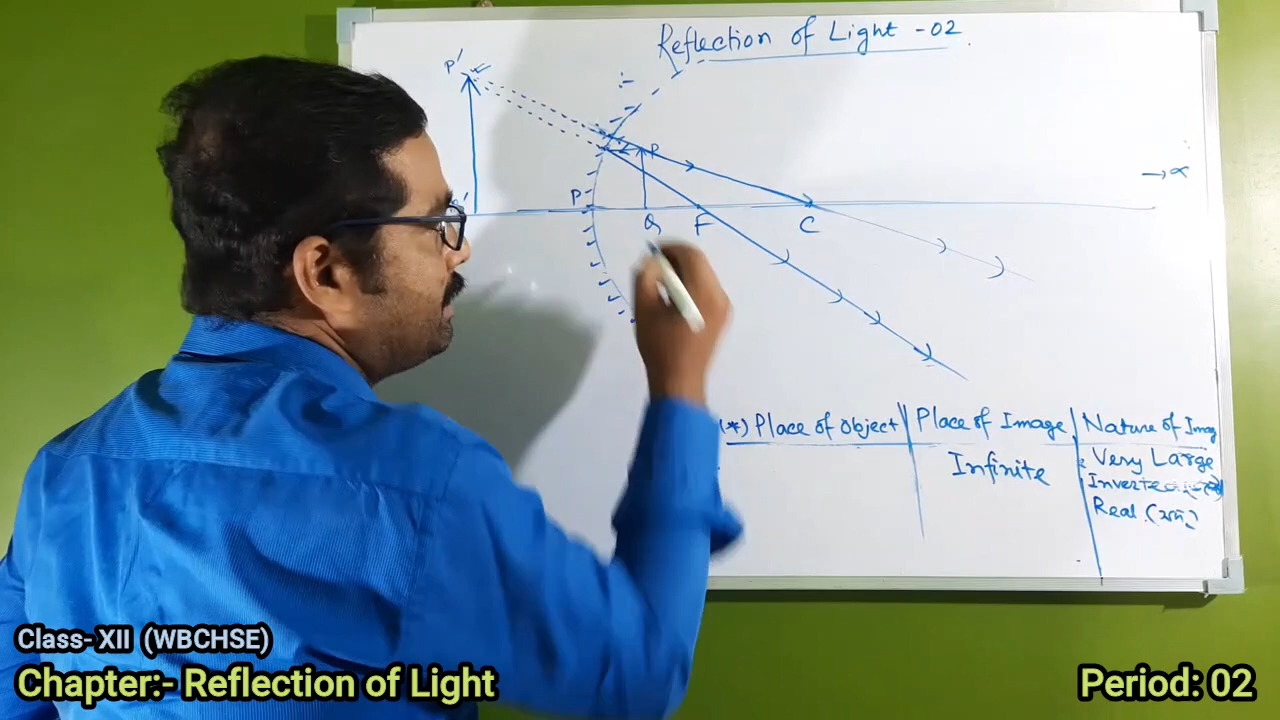 Reflection of Light - 02
P'
P
→ ∝
P
Q
F
C
(*) Place of object
Place of Image
Nature of Imag
Infinite
Very Large
Real
Class- XII (WBCHSE)
Chapter:- Reflection of Light
Period: 02